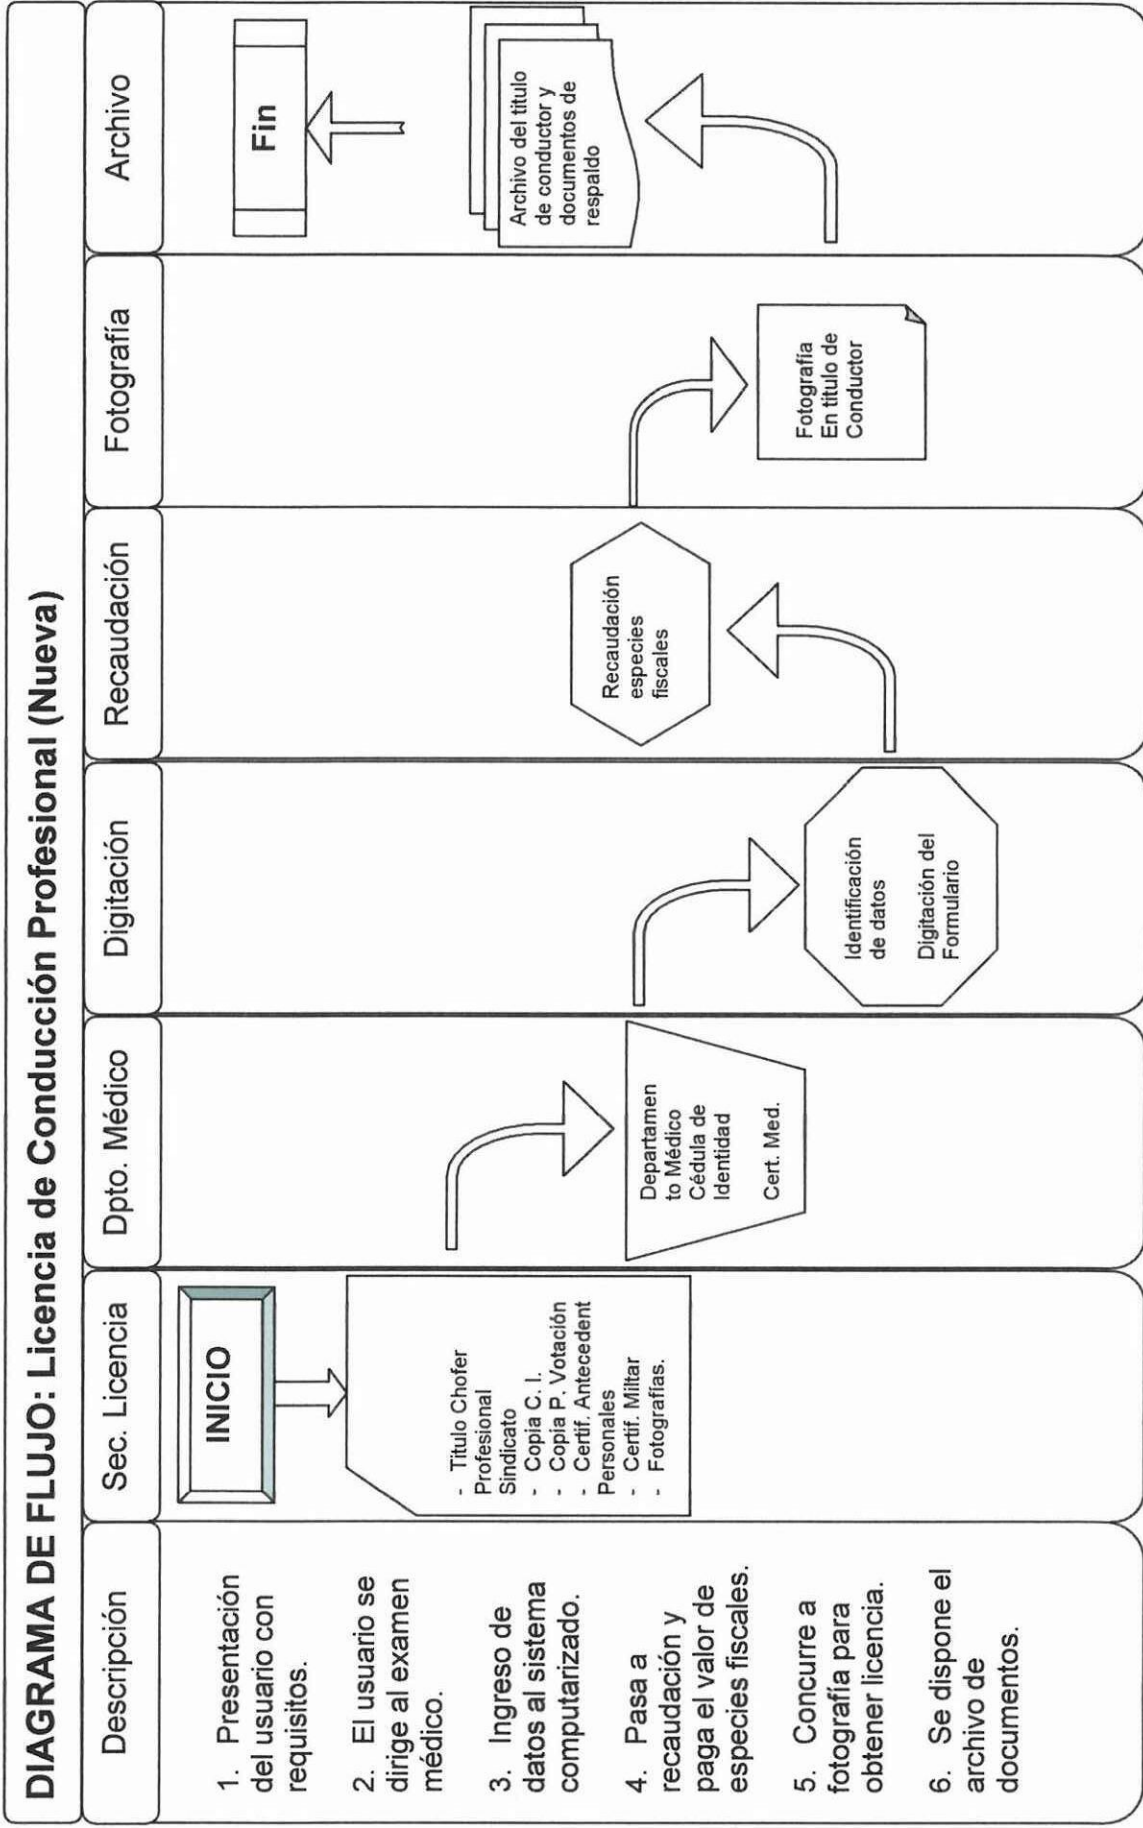 DIAGRAMA DE FLUJO: Licencia de Conducción Profesional (Nueva)
Descripción
Sec. Licencia
Dpto. Médico
Digitación
Recaudación
Fotografía
Archivo
1. Presentación
del usuario con
requisitos.
2. El usuario se
dirige al examen
médico.
3. Ingreso de
datos al sistema
computarizado.
4. Pasa a
recaudación y
paga el valor de
especies fiscales.
5. Concurre a
fotografía para
obtener licencia.
6. Se dispone el
archivo de
documentos.
INICIO
- Titulo Chofer
Profesional
Sindicato
- Copia C. I.
- Copia P. Votación
- Certif. Antecedent
Personales
- Certif. Miltar
- Fotografías.
Departamen
to Médico
Cédula de
Identidad
Cert. Med.
Identificación
de datos
Digitación del
Formulario
Recaudación
especies
fiscales
Fotografía
En titulo de
Conductor
Archivo del titulo
de conductor y
documentos de
respaldo
Fin